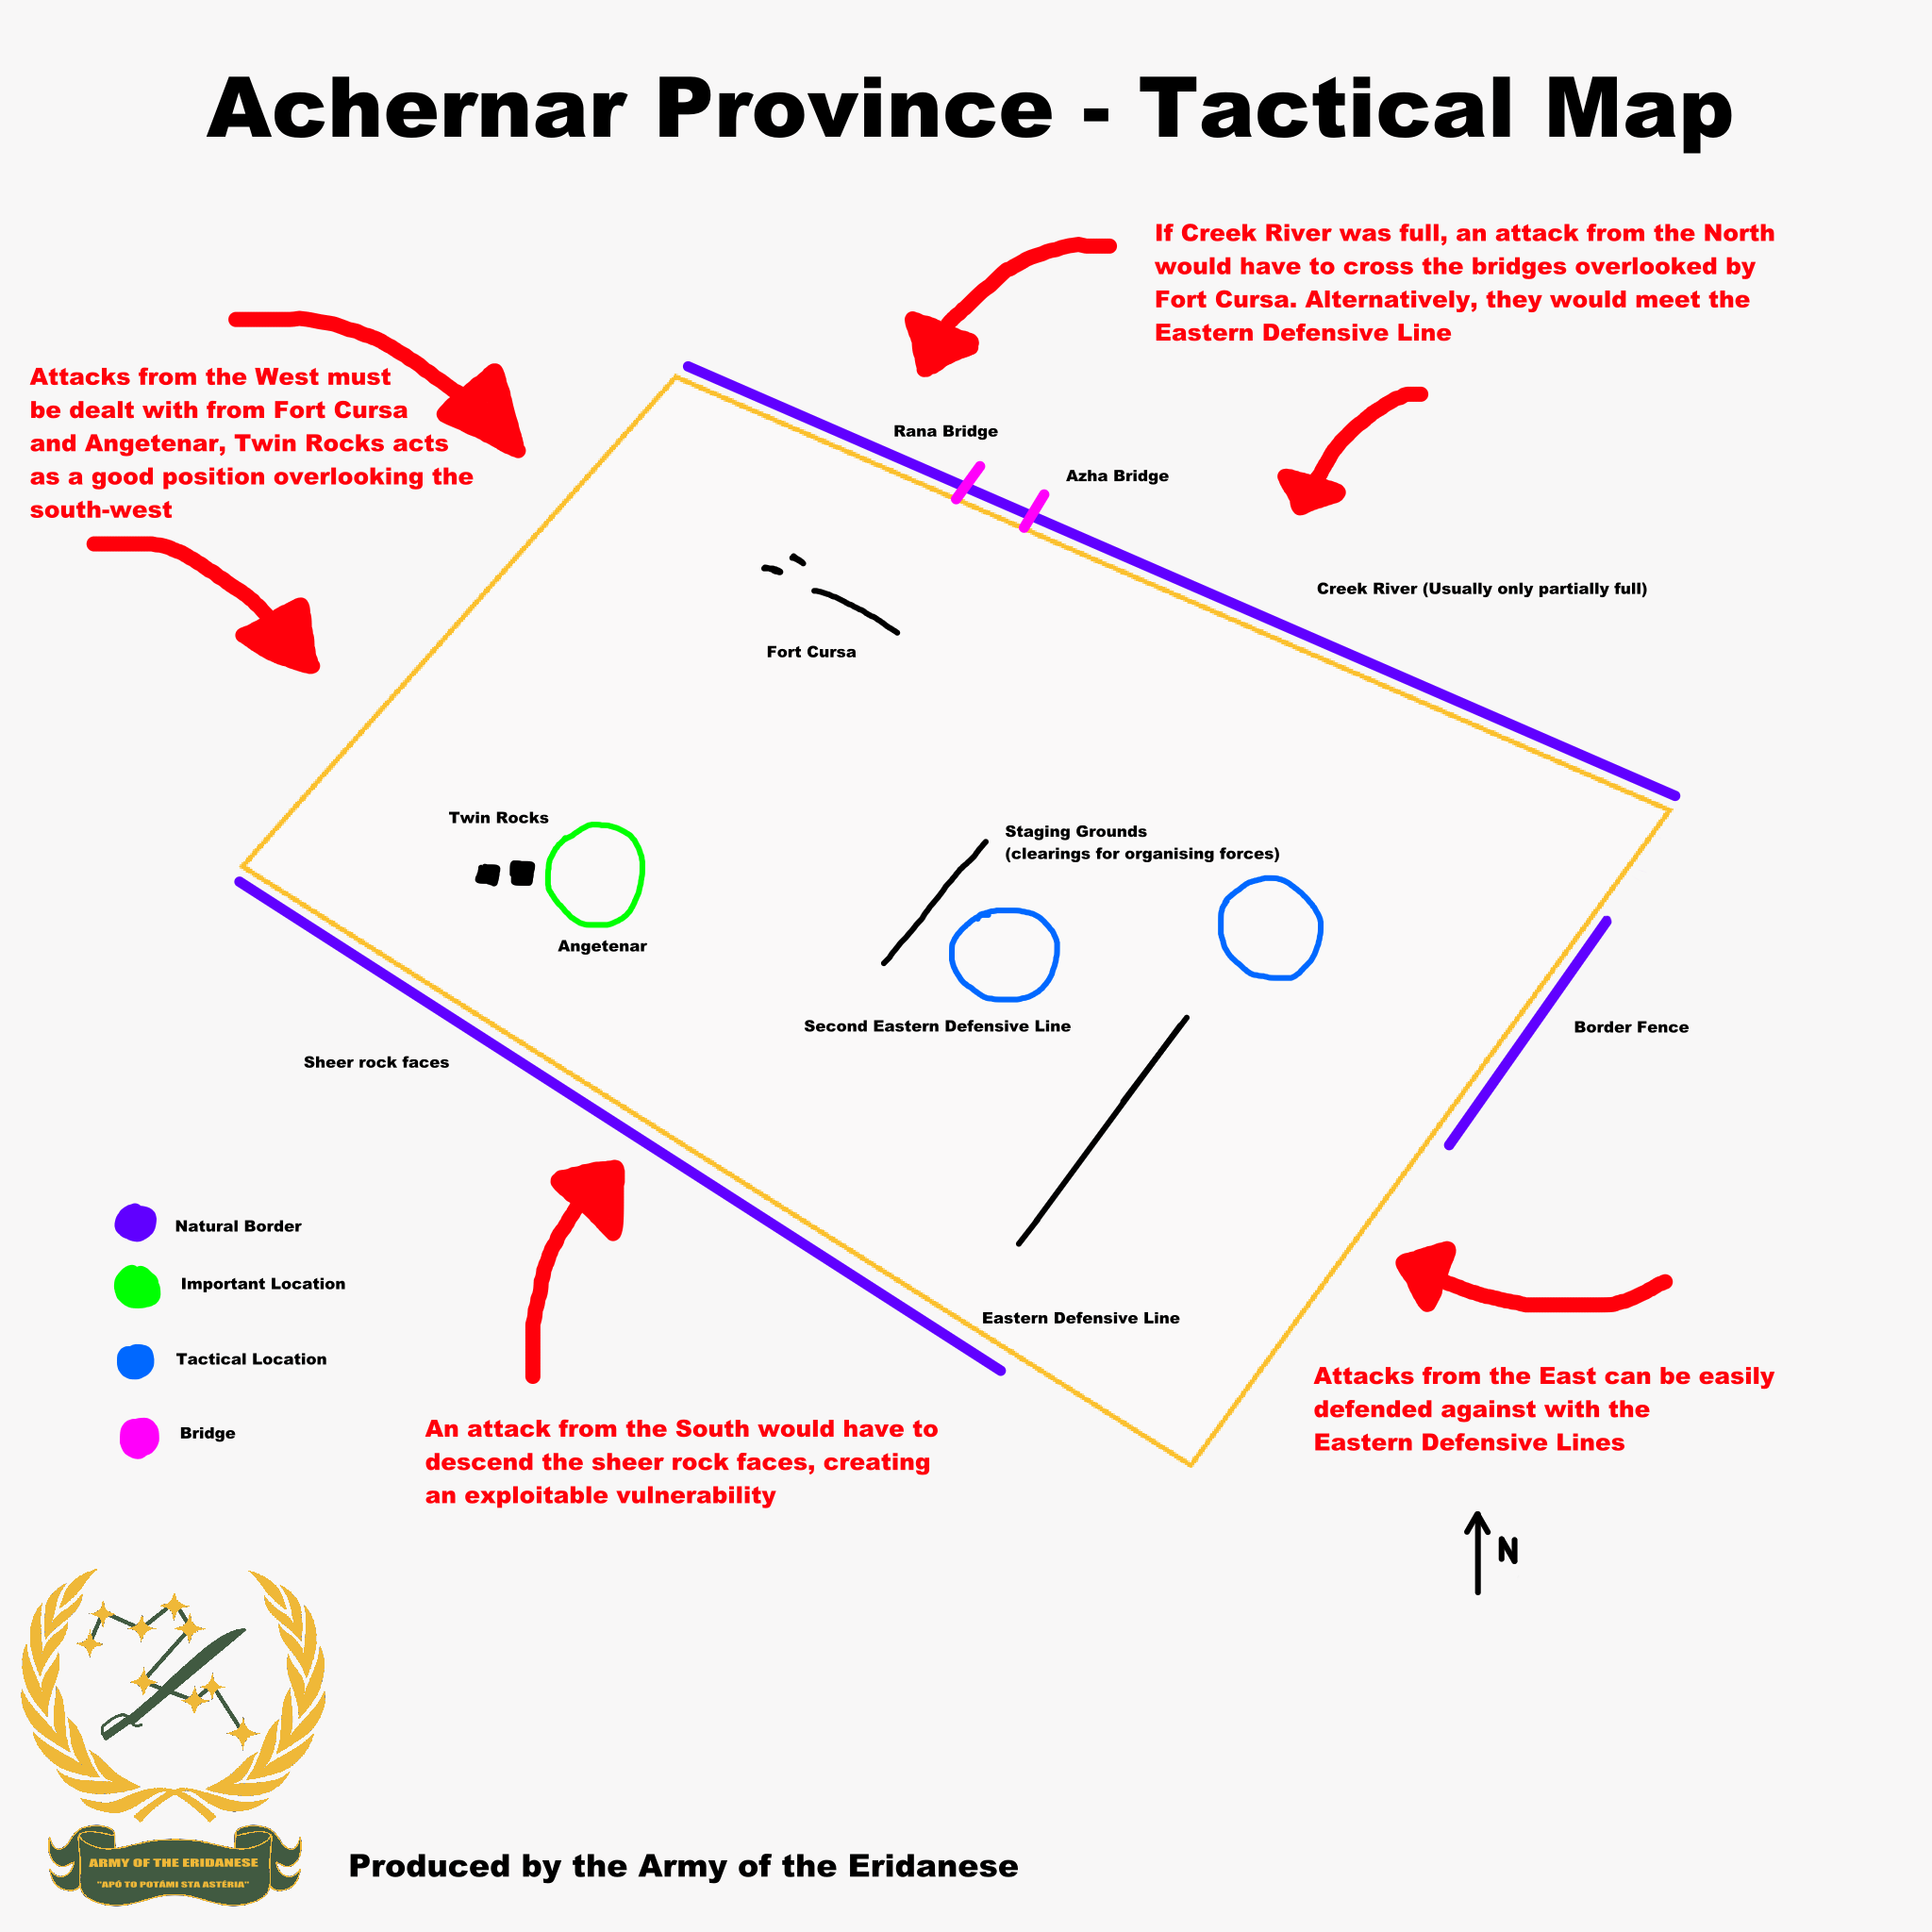 Achernar Province - Tactical Map
If Creek River was full, an attack from the North
would have to cross the bridges overlooked by
Fort Cursa. Alternatively, they would meet the
Eastern Defensive Line
Attacks from the West must
be dealt with from Fort Cursa
and Angetenar, Twin Rocks acts
as a good position overlooking the
south-west
Rana Bridge
Azha Bridge
Creek River (Usually only partially full)
Fort Cursa
Twin Rocks
Staging Grounds
(clearings for organising forces)
Angetenar
Second Eastern Defensive Line
Border Fence
Sheer rock faces
Natural Border
Important Location
Tactical Location
Bridge
Eastern Defensive Line
Attacks from the East can be easily
defended against with the
Eastern Defensive Lines
An attack from the South would have to
descend the sheer rock faces, creating
an exploitable vulnerability
N
ARMY OF THE ERIDANESE
"APÓ TO POTÁMI STA ASTÉRIA"
Produced by the Army of the Eridanese